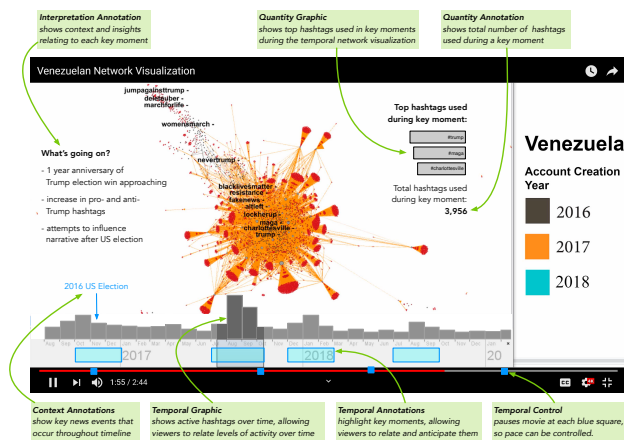 Interpretation Annotation
shows context and insights
relating to each key moment
Quantity Graphic
shows top hashtags used in key moments
during the temporal network visualization
Quantity Annotation
shows total number of hashtags
used during a key moment
Venezuelan Network Visualization
jumpagainsttrump -
marchforlife -
womensmarch -
nevertrump -
blacklivesmatter
resistance -
fakenews -
altleft -
lockherup -
maga -
charlottesville -
trump -
What's going on?
- 1 year anniversary of
Trump election win approaching
- increase in pro- and anti-
Trump hashtags
- attempts to influence
narrative after US election
Top hashtags used
during key moment:
#trump
#maga
#charlottesville
Total hashtags used
during key moment:
3,956
Venezuela
Account Creation
Year
2016
2017
2018
2016 US Election
2017
2018
20
1:55 / 2:44
CC
Context Annotations
show key news events that
occur throughout timeline
Temporal Graphic
shows active hashtags over time, allowing
viewers to relate levels of activity over time
Temporal Annotations
highlight key moments, allowing
viewers to relate and anticipate them
Temporal Control
pauses movie at each blue square,
so pace can be controlled.